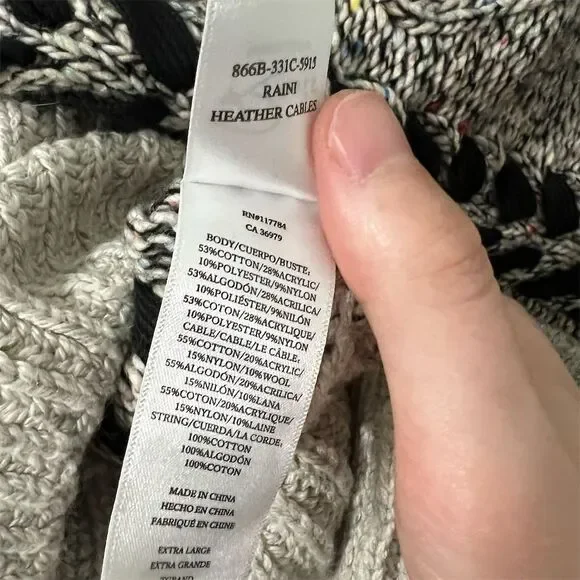 866B-331C-5915
RAINI
HEATHER CABLES
RN#117784
CA 36979
BODY/CUERPO/BUSTE:
53%COTTON/28%ACRYLIC/
10%POLYESTER/9%NYLON
53%ALGODÓN/28%ACRILICA/
10%POLIÉSTER/9%NILÓN
53%COTON/28%ACRYLIQUE/
10%POLYESTER/9%NYLON
CABLE/CABLE/LE CÂBLE:
55%COTTON/20%ACRYLIC/
15%NYLON/10%WOOL
55%ALGODÓN/20%ACRILICA/
15%NILÓN/10%LANA
55%COTON/20%ACRYLIQUE/
15%NYLON/10%LAINE
STRING/CUERDA/LA CORDE:
100%COTTON
100%ALGODÓN
100%COTON
MADE IN CHINA
HECHO EN CHINA
FABRIQUÉ EN CHINE
EXTRA LARGE
EXTRA GRANDE